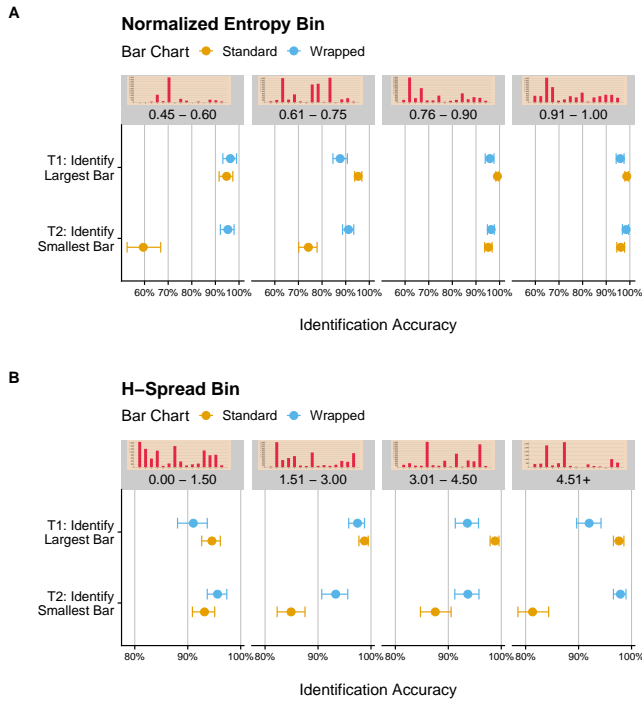 A
Normalized Entropy Bin
Bar Chart Standard Wrapped
0.45 – 0.60 0.61 – 0.75 0.76 – 0.90 0.91 – 1.00
T1: Identify
Largest Bar
T2: Identify
Smallest Bar
60% 70% 80% 90% 100% 60% 70% 80% 90% 100% 60% 70% 80% 90% 100% 60% 70% 80% 90% 100%
Identification Accuracy
B
H−Spread Bin
Bar Chart Standard Wrapped
0.00 – 1.50 1.51 – 3.00 3.01 – 4.50 4.51+
T1: Identify
Largest Bar
T2: Identify
Smallest Bar
80% 90% 100% 80% 90% 100% 80% 90% 100% 80% 90% 100%
Identification Accuracy